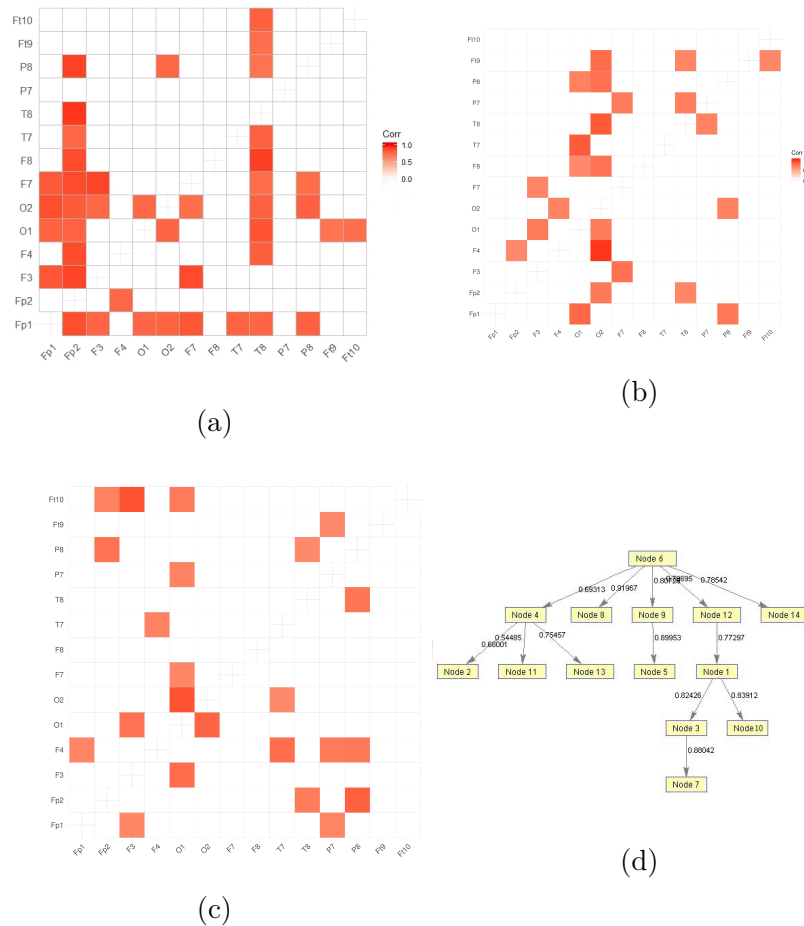 Ft10
Ft9
P8
P7
T8
T7
F8
F7
O2
O1
F4
F3
Fp2
Fp1
Fp1 Fp2 F3 F4 O1 O2 F7 F8 T7 T8 P7 P8 Ft9 Ft10
Corr
1.0
0.5
0.0
(a)
Ft10
Ft9
P8
P7
T8
T7
F8
F7
O2
O1
F4
F3
Fp2
Fp1
Fp1 Fp2 F3 F4 O1 O2 F7 F8 T7 T8 P7 P8 Ft9 Ft10
Corr
(b)
Ft10
Ft9
P8
P7
T8
T7
F8
F7
O2
O1
F4
F3
Fp2
Fp1
Fp1 Fp2 F3 F4 O1 O2 F7 F8 T7 T8 P7 P8 Ft9 Ft10
(c)
Node 6
0.69313 0.91967 0.78542
Node 4 Node 8 Node 9 Node 12 Node 14
0.68001 0.54485 0.75457 0.89953 0.77297
Node 2 Node 11 Node 13 Node 5 Node 1
0.82426 0.83912
Node 3 Node10
0.88042
Node 7
(d)